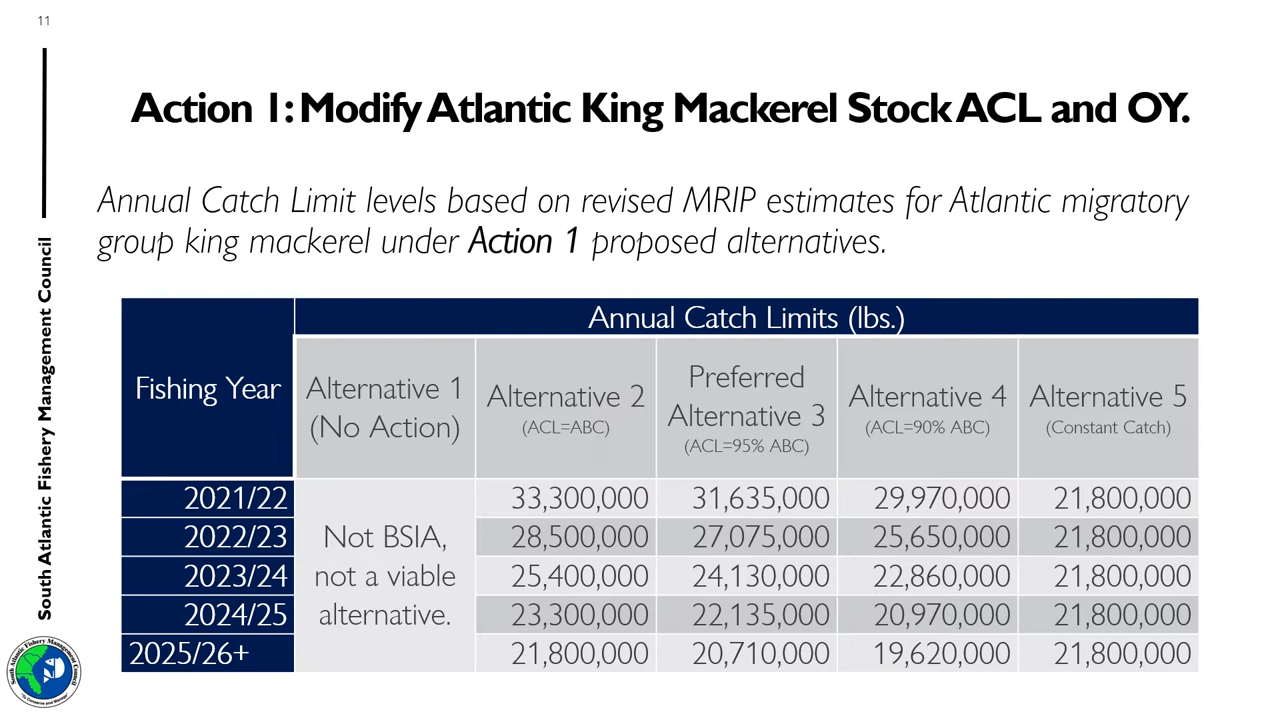 11
Action 1: Modify Atlantic King Mackerel Stock ACL and OY.
Annual Catch Limit levels based on revised MRIP estimates for Atlantic migratory
group king mackerel under Action 1 proposed alternatives.
Fishing Year
Annual Catch Limits (lbs.)
Alternative 1
(No Action)
Alternative 2
(ACL=ABC)
Preferred
Alternative 3
(ACL=95% ABC)
Alternative 4
(ACL=90% ABC)
Alternative 5
(Constant Catch)
2021/22 33,300,000 31,635,000 29,970,000 21,800,000
2022/23 28,500,000 27,075,000 25,650,000 21,800,000
2023/24 25,400,000 24,130,000 22,860,000 21,800,000
2024/25 23,300,000 22,135,000 20,970,000 21,800,000
2025/26+ 21,800,000 20,710,000 19,620,000 21,800,000
Not BSIA,
not a viable
alternative.
South Atlantic Fishery Management Council
South Atlantic Fishery Management Council